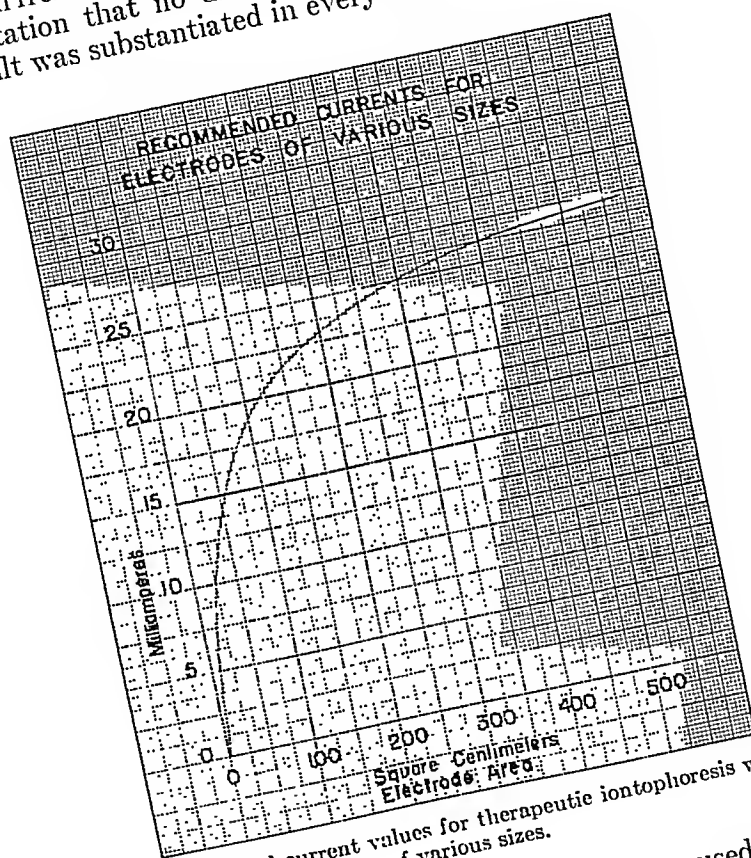 tation that no
was substantiated in every
RECOMMENDED CURRENTS FOR
ELECTRODES OF VARIOUS SIZES
30
25
20
15
10
5
0
Milliamperes
0 100 200 300 400 500
Square Centimeters
Electrode Area
current values for therapeutic iontophoresis
of various sizes.